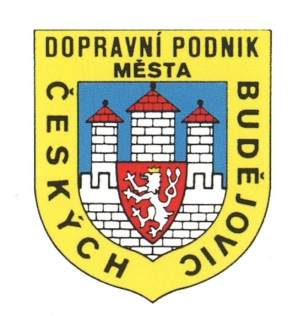 DOPRAVNÍ PODNIK
MĚSTA
ČESKÝCH
BUDĚJOVIC